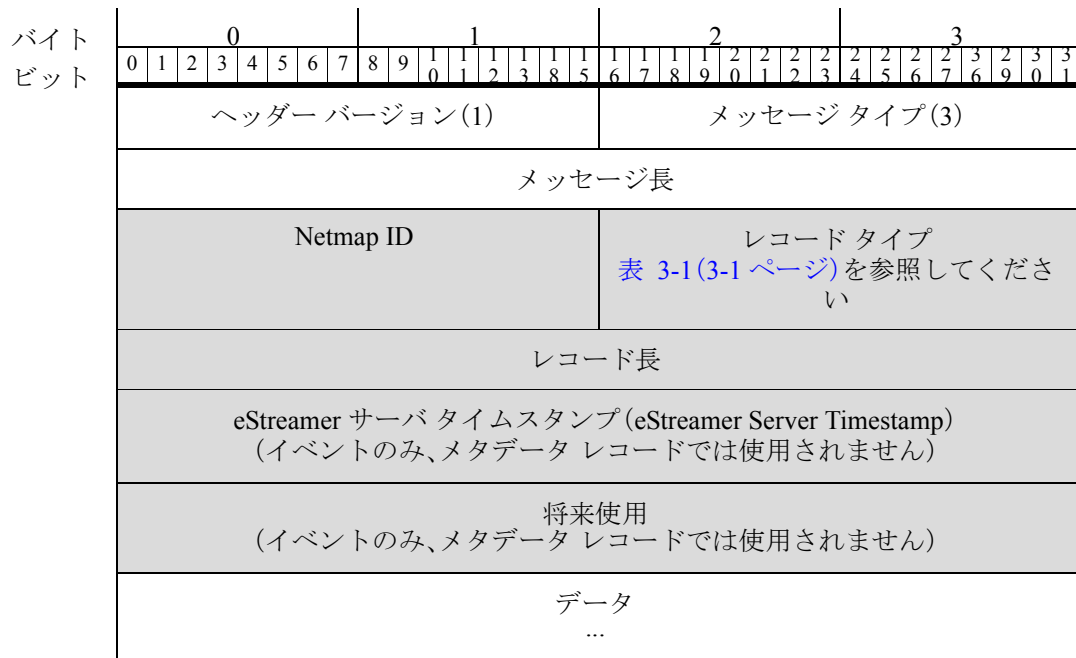 バイト 0 1 2 3
ビット 0 1 2 3 4 5 6 7 8 9 10 11 12 13 18 15 16 17 18 19 20 21 22 23 24 25 26 27 36 29 30 31
ヘッダー バージョン(1) メッセージ タイプ(3)
メッセージ長
Netmap ID レコード タイプ
表 3-1(3-1 ページ)を参照してくださ
い
レコード長
eStreamer サーバ タイムスタンプ(eStreamer Server Timestamp)
(イベントのみ、メタデータ レコードでは使用されません)
将来使用
(イベントのみ、メタデータ レコードでは使用されません)
データ
...